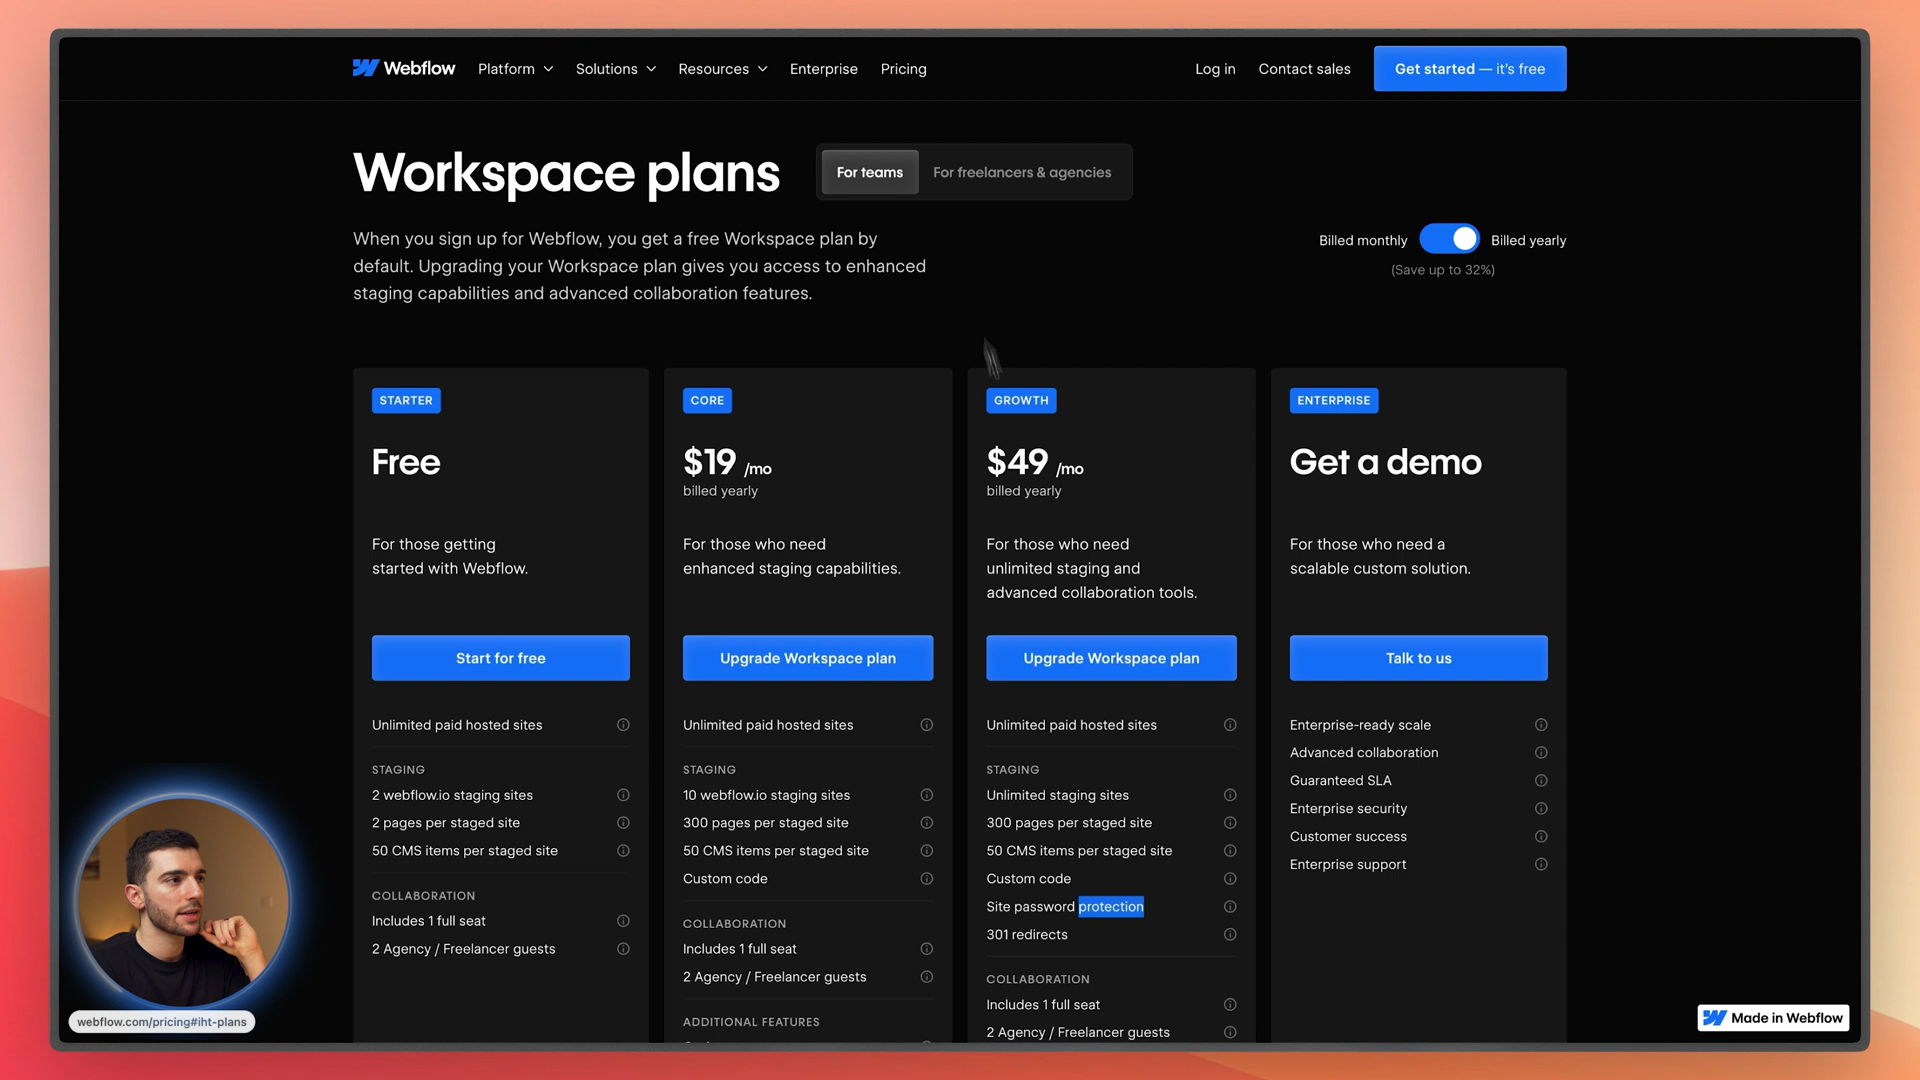 Webflow
Platform
Solutions
Resources
Enterprise
Pricing
Log in
Contact sales
Get started — it's free
Workspace plans
For teams
For freelancers & agencies
When you sign up for Webflow, you get a free Workspace plan by
default. Upgrading your Workspace plan gives you access to enhanced
staging capabilities and advanced collaboration features.
Billed monthly
Billed yearly
(Save up to 32%)
STARTER
Free
For those getting
started with Webflow.
Start for free
Unlimited paid hosted sites
STAGING
2 webflow.io staging sites
2 pages per staged site
50 CMS items per staged site
COLLABORATION
Includes 1 full seat
2 Agency / Freelancer guests
CORE
$19 /mo
billed yearly
For those who need
enhanced staging capabilities.
Upgrade Workspace plan
Unlimited paid hosted sites
STAGING
10 webflow.io staging sites
300 pages per staged site
50 CMS items per staged site
Custom code
COLLABORATION
Includes 1 full seat
2 Agency / Freelancer guests
ADDITIONAL FEATURES
GROWTH
$49 /mo
billed yearly
For those who need
unlimited staging and
advanced collaboration tools.
Upgrade Workspace plan
Unlimited paid hosted sites
STAGING
Unlimited staging sites
300 pages per staged site
50 CMS items per staged site
Custom code
Site password protection
301 redirects
COLLABORATION
Includes 1 full seat
2 Agency / Freelancer guests
ENTERPRISE
Get a demo
For those who need a
scalable custom solution.
Talk to us
Enterprise-ready scale
Advanced collaboration
Guaranteed SLA
Enterprise security
Customer success
Enterprise support
webflow.com/pricing#iht-plans
Made in Webflow